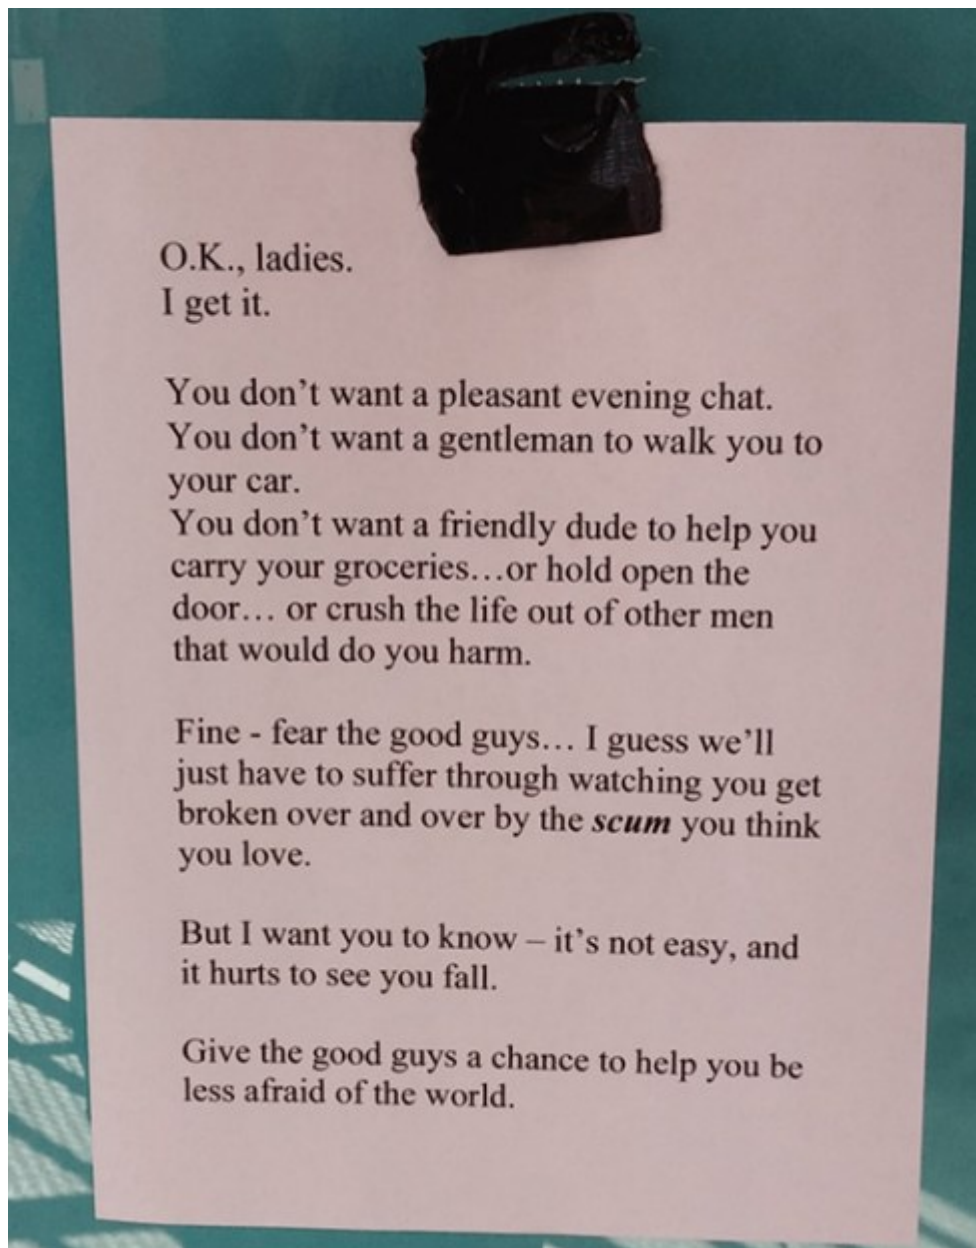 O.K., ladies.
I get it.
You don't want a pleasant evening chat.
You don't want a gentleman to walk you to
your car.
You don't want a friendly dude to help you
carry your groceries...or hold open the
door... or crush the life out of other men
that would do you harm.
Fine - fear the good guys... I guess we'll
just have to suffer through watching you get
broken over and over by the scum you think
you love.
But I want you to know – it's not easy, and
it hurts to see you fall.
Give the good guys a chance to help you be
less afraid of the world.